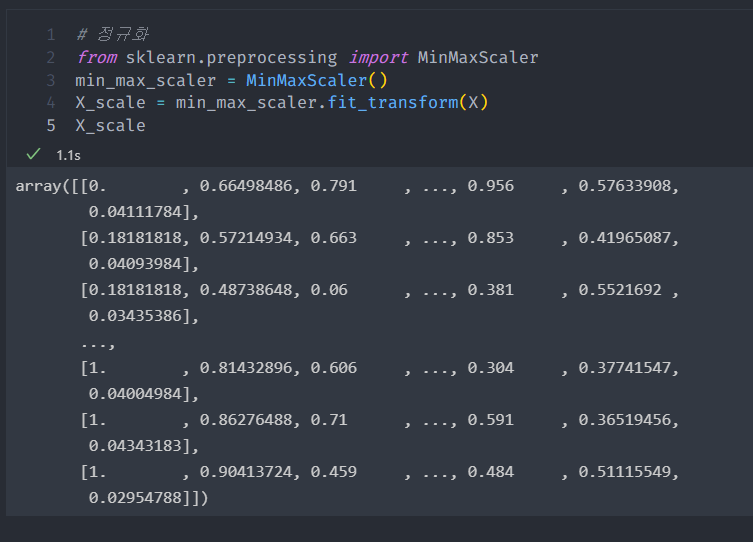 1 # 정규화
2 from sklearn.preprocessing import MinMaxScaler
3 min_max_scaler = MinMaxScaler()
4 X_scale = min_max_scaler.fit_transform(X)
5 X_scale
✓ 1.1s
array([[0.        , 0.66498486, 0.791     , ..., 0.956     , 0.57633908,
        0.04111784],
       [0.18181818, 0.57214934, 0.663     , ..., 0.853     , 0.41965087,
        0.04093984],
       [0.18181818, 0.48738648, 0.06      , ..., 0.381     , 0.5521692 ,
        0.03435386],
       ...,
       [1.        , 0.81432896, 0.606     , ..., 0.304     , 0.37741547,
        0.04004984],
       [1.        , 0.86276488, 0.71      , ..., 0.591     , 0.36519456,
        0.04343183],
       [1.        , 0.90413724, 0.459     , ..., 0.484     , 0.51115549,
        0.02954788]])